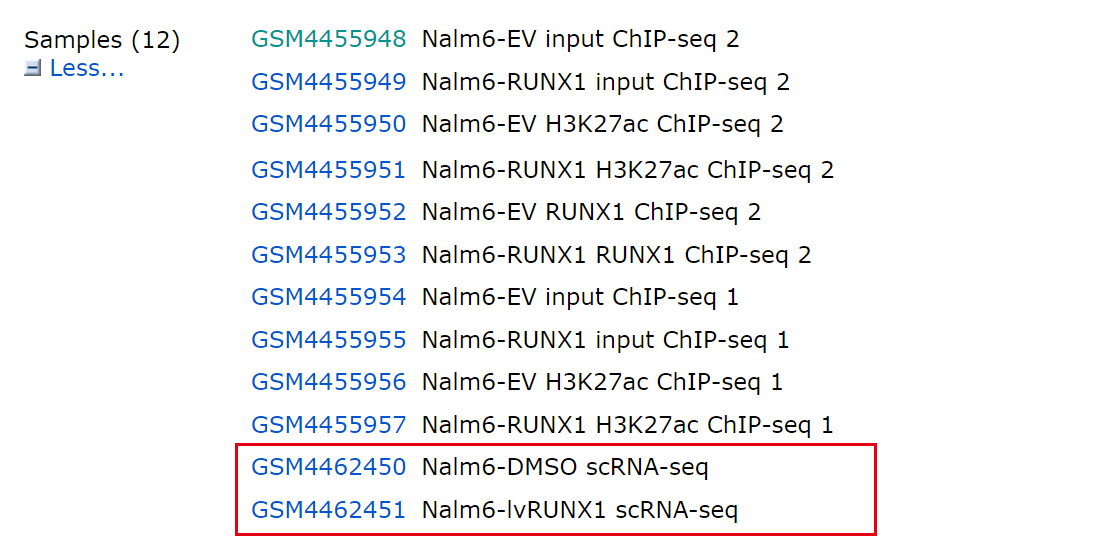 Samples (12)
Less...
GSM4455948 Nalm6-EV input ChIP-seq 2
GSM4455949 Nalm6-RUNX1 input ChIP-seq 2
GSM4455950 Nalm6-EV H3K27ac ChIP-seq 2
GSM4455951 Nalm6-RUNX1 H3K27ac ChIP-seq 2
GSM4455952 Nalm6-EV RUNX1 ChIP-seq 2
GSM4455953 Nalm6-RUNX1 RUNX1 ChIP-seq 2
GSM4455954 Nalm6-EV input ChIP-seq 1
GSM4455955 Nalm6-RUNX1 input ChIP-seq 1
GSM4455956 Nalm6-EV H3K27ac ChIP-seq 1
GSM4455957 Nalm6-RUNX1 H3K27ac ChIP-seq 1
GSM4462450 Nalm6-DMSO scRNA-seq
GSM4462451 Nalm6-lvRUNX1 scRNA-seq